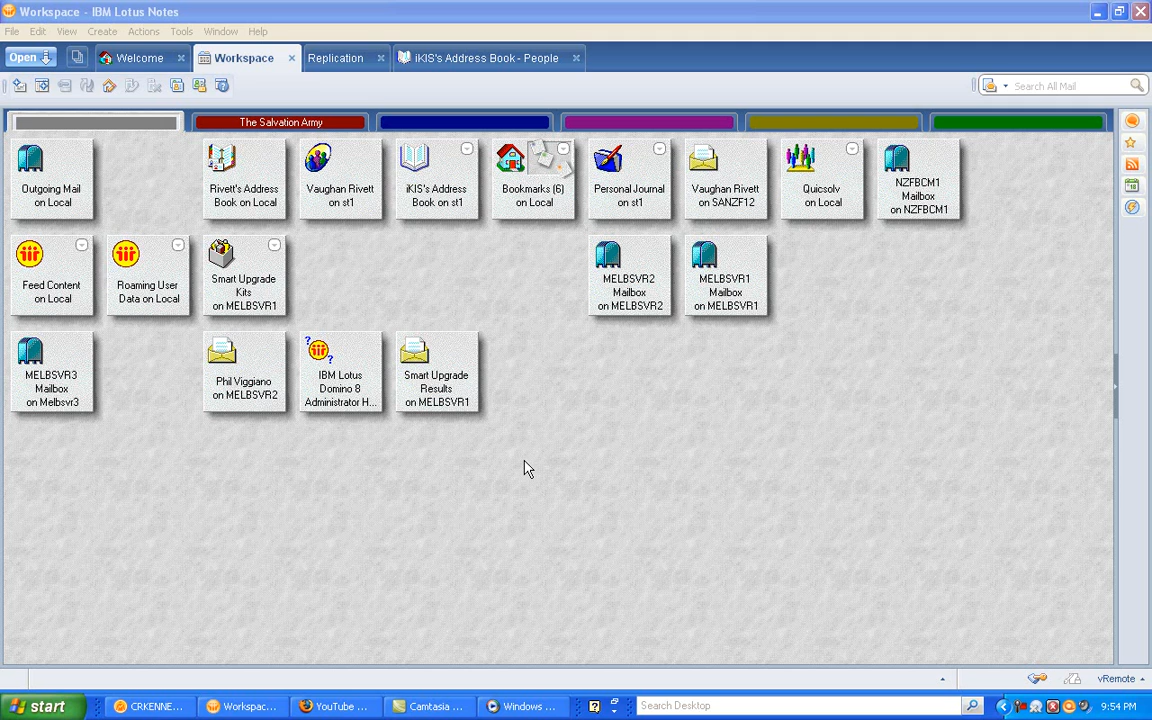 Workspace - IBM Lotus Notes
File Edit View Create Actions Tools Window Help
Open Welcome Workspace Replication iKIS's Address Book - People
Search All Mail
The Salvation Army
Outgoing Mail
on Local
Rivett's Address
Book on Local
Vaughan Rivett
on st1
iKIS's Address
Book on st1
Bookmarks (6)
on Local
Personal Journal
on st1
Vaughan Rivett
on SANZF12
Quicsolv
on Local
NZFBCM1
Mailbox
on NZFBCM1
Feed Content
on Local
Roaming User
Data on Local
Smart Upgrade
Kits
on MELBSVR1
MELBSVR2
Mailbox
on MELBSVR2
MELBSVR1
Mailbox
on MELBSVR1
MELBSVR3
Mailbox
on Melbsvr3
Phil Viggiano
on MELBSVR2
IBM Lotus
Domino 8
Administrator H...
Smart Upgrade
Results
on MELBSVR1
vRemote
start CRKENNE... Workspac... YouTube ... Camtasia ... Windows ... Search Desktop 9:54 PM